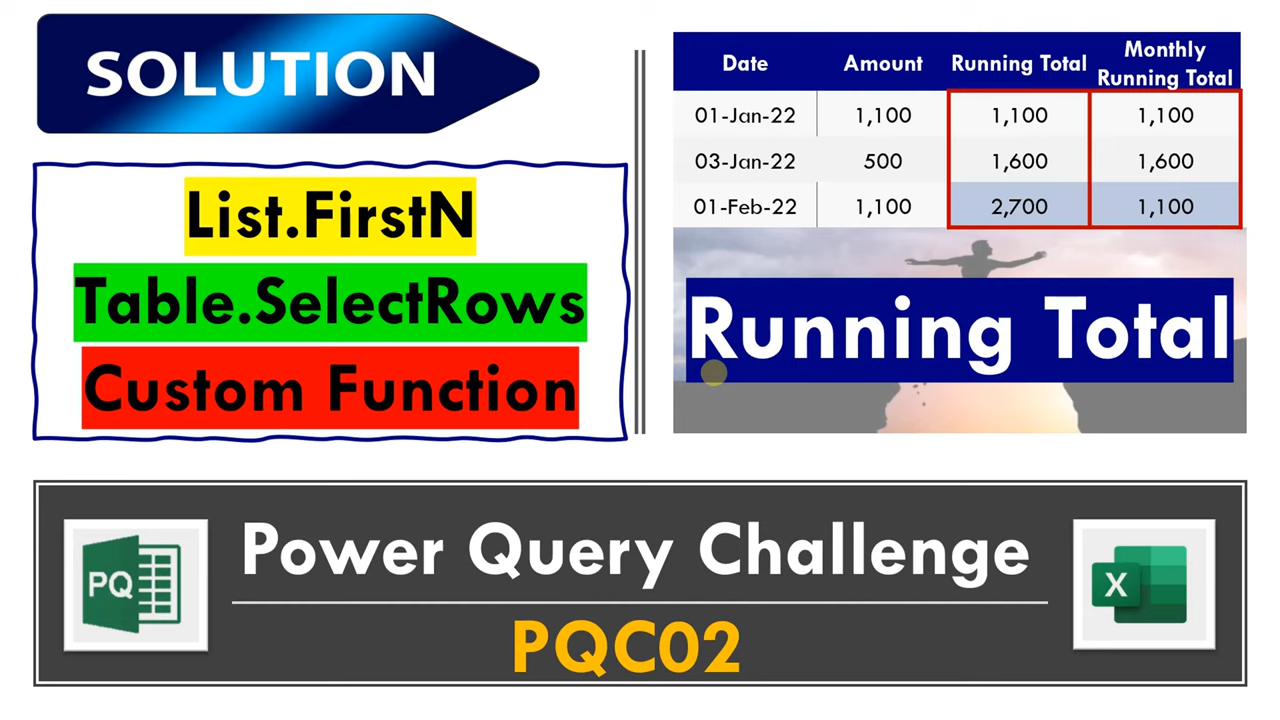 SOLUTION
List.FirstN
Table.SelectRows
Custom Function
Date Amount Running Total Monthly Running Total
01-Jan-22 1,100 1,100 1,100
03-Jan-22 500 1,600 1,600
01-Feb-22 1,100 2,700 1,100
Running Total
PQ
Power Query Challenge
X
PQC02